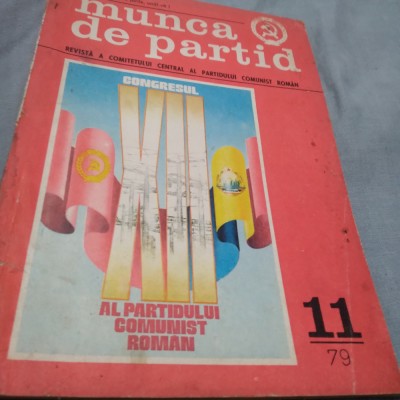 munca
de partid
REVISTĂ A COMITETULUI CENTRAL AL PARTIDULUI COMUNIST ROMÂN
CONGRESUL
XII
AL PARTIDULUI
COMUNIST
ROMÂN
11
79